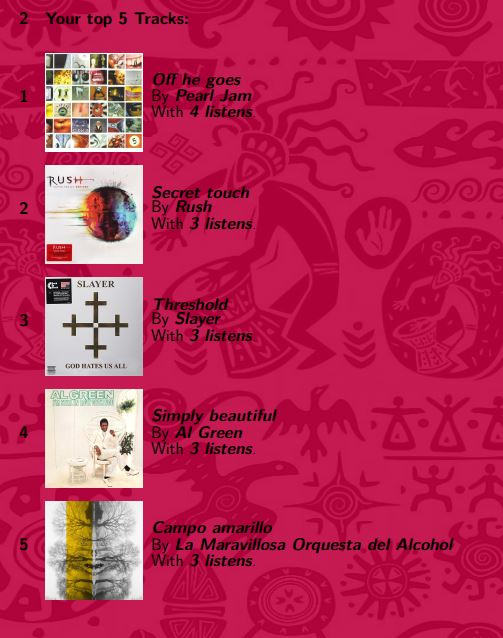 2 Your top 5 Tracks:
1
Off he goes
By Pearl Jam
With 4 listens.
2
RUSH
Secret touch
By Rush
With 3 listens.
3
SLAYER
GOD HATES US ALL
Threshold
By Slayer
With 3 listens.
4
AL GREEN
Simply beautiful
By Al Green
With 3 listens.
5
Campo amarillo
By La Maravillosa Orquesta del Alcohol
With 3 listens.